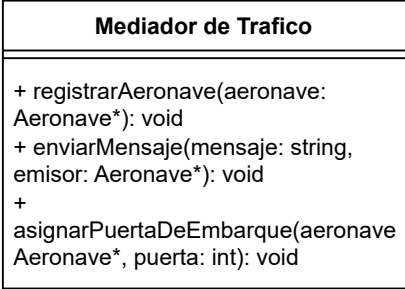 Mediador de Trafico
+ registrarAeronave(aeronave:
Aeronave*): void
+ enviarMensaje(mensaje: string,
emisor: Aeronave*): void
+
asignarPuertaDeEmbarque(aeronave
Aeronave*, puerta: int): void